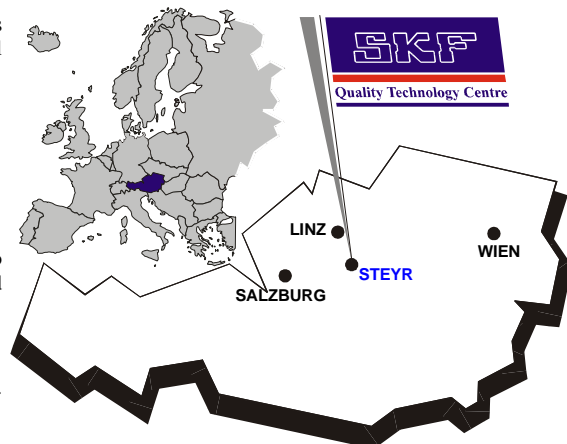 SKF
Quality Technology Centre
LINZ
WIEN
STEYR
SALZBURG